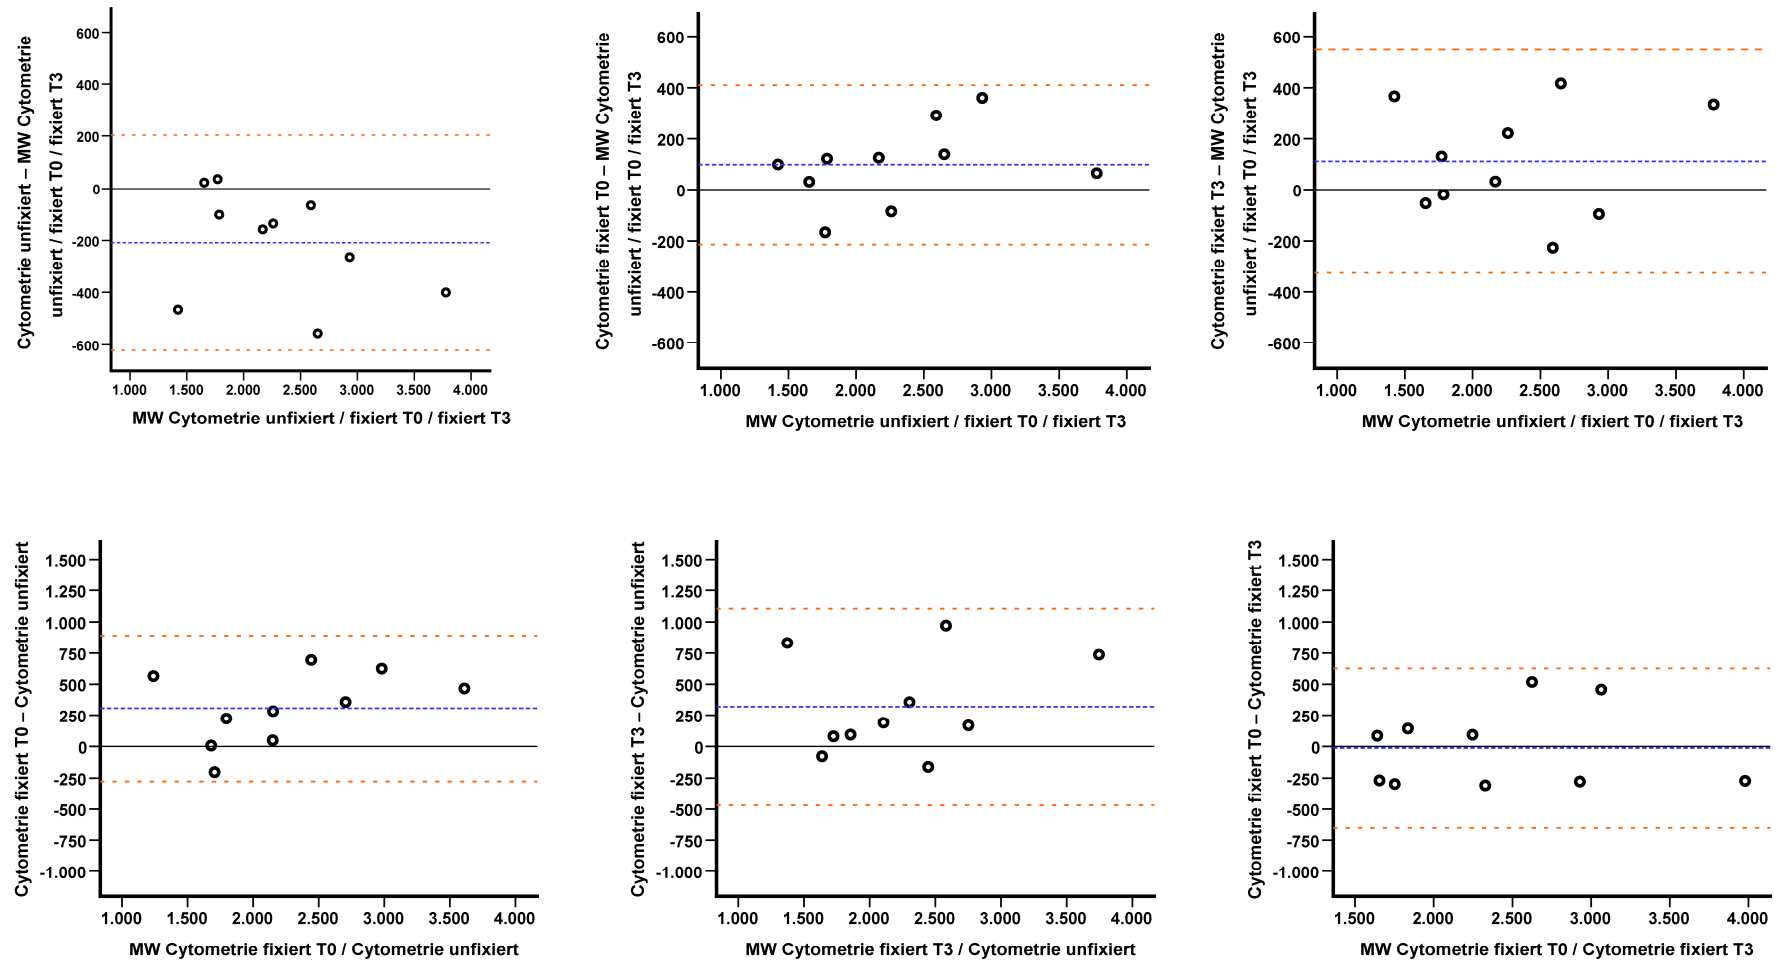 Cytometrie unfixiert – MW Cytometrie
unfixiert / fixiert T0 / fixiert T3
600
400
200
0
-200
-400
-600
1.000 1.500 2.000 2.500 3.000 3.500 4.000
MW Cytometrie unfixiert / fixiert T0 / fixiert T3
Cytometrie fixiert T0 – MW Cytometrie
unfixiert / fixiert T0 / fixiert T3
600
400
200
0
-200
-400
-600
1.000 1.500 2.000 2.500 3.000 3.500 4.000
MW Cytometrie unfixiert / fixiert T0 / fixiert T3
Cytometrie fixiert T3 – MW Cytometrie
unfixiert / fixiert T0 / fixiert T3
600
400
200
0
-200
-400
-600
1.000 1.500 2.000 2.500 3.000 3.500 4.000
MW Cytometrie unfixiert / fixiert T0 / fixiert T3
Cytometrie fixiert T0 – Cytometrie unfixiert
1.500
1.250
1.000
750
500
250
0
-250
-500
-750
-1.000
1.000 1.500 2.000 2.500 3.000 3.500 4.000
MW Cytometrie fixiert T0 / Cytometrie unfixiert
Cytometrie fixiert T3 – Cytometrie unfixiert
1.500
1.250
1.000
750
500
250
0
-250
-500
-750
-1.000
1.000 1.500 2.000 2.500 3.000 3.500 4.000
MW Cytometrie fixiert T3 / Cytometrie unfixiert
Cytometrie fixiert T0 – Cytometrie fixiert T3
1.500
1.250
1.000
750
500
250
0
-250
-500
-750
-1.000
1.500 2.000 2.500 3.000 3.500 4.000
MW Cytometrie fixiert T0 / Cytometrie fixiert T3